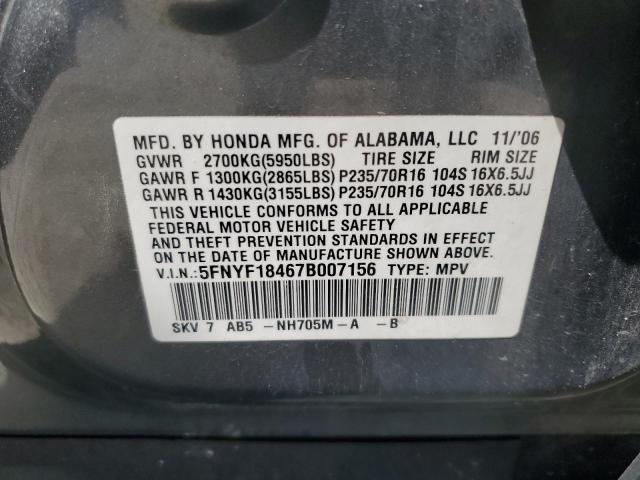 MFD. BY HONDA MFG. OF ALABAMA, LLC 11/'06
GVWR 2700KG(5950LBS) TIRE SIZE RIM SIZE
GAWR F 1300KG(2865LBS) P235/70R16 104S 16X6.5JJ
GAWR R 1430KG(3155LBS) P235/70R16 104S 16X6.5JJ
THIS VEHICLE CONFORMS TO ALL APPLICABLE
FEDERAL MOTOR VEHICLE SAFETY
AND THEFT PREVENTION STANDARDS IN EFFECT
ON THE DATE OF MANUFACTURE SHOWN ABOVE.
V.I.N.: 5FNYF18467B007156 TYPE: MPV
SKV 7 AB5 -NH705M-A -B